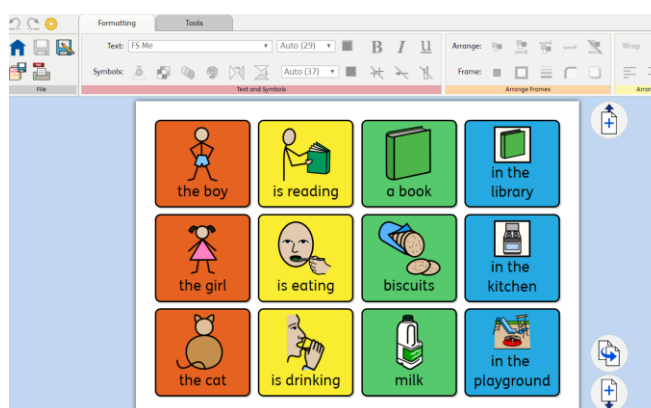 Formatting
Tools
Text: FS Me
Auto (29)
B I U
Arrange:
Wrap
Symbols:
Auto (37)
Frame:
File
Text and Symbols
Arrange Frames
Arran
the boy
is reading
a book
in the
library
the girl
is eating
biscuits
in the
kitchen
the cat
is drinking
milk
in the
playground